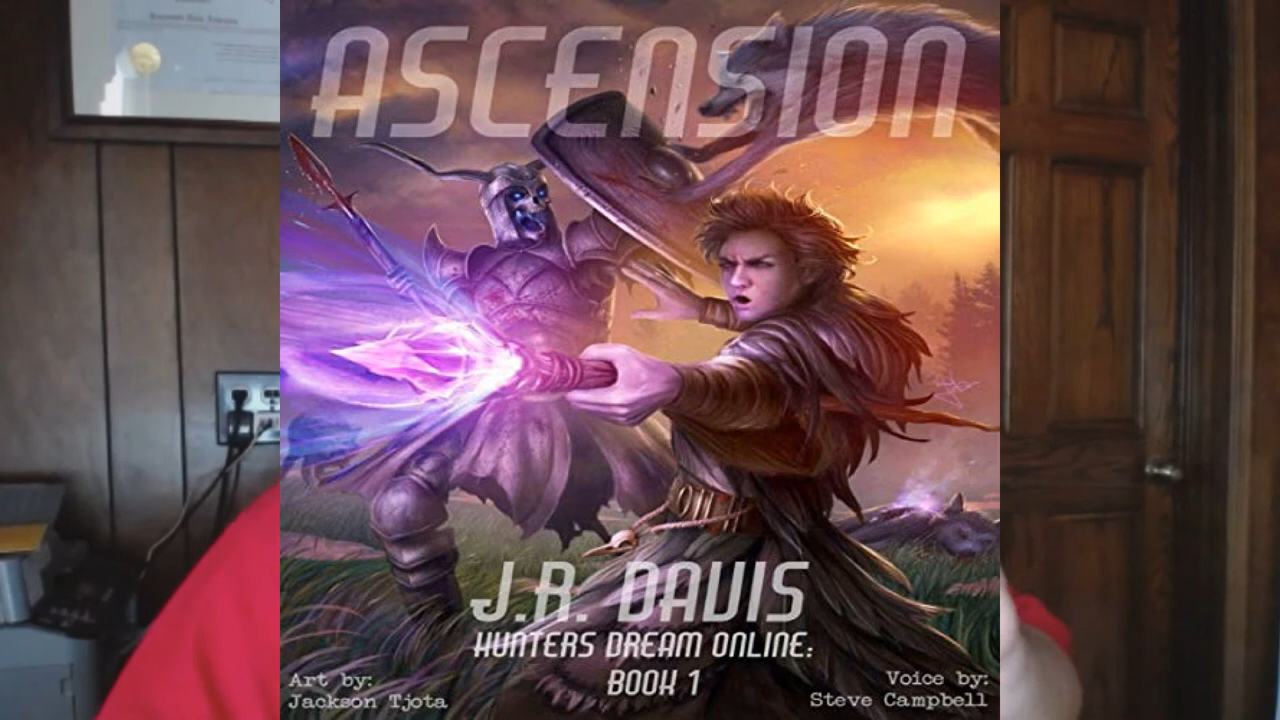 ASCENSION
J.R. DAVIS
HUNTERS DREAM ONLINE:
BOOK 1
Art by:
Jackson Tjota
Voice by:
Steve Campbell